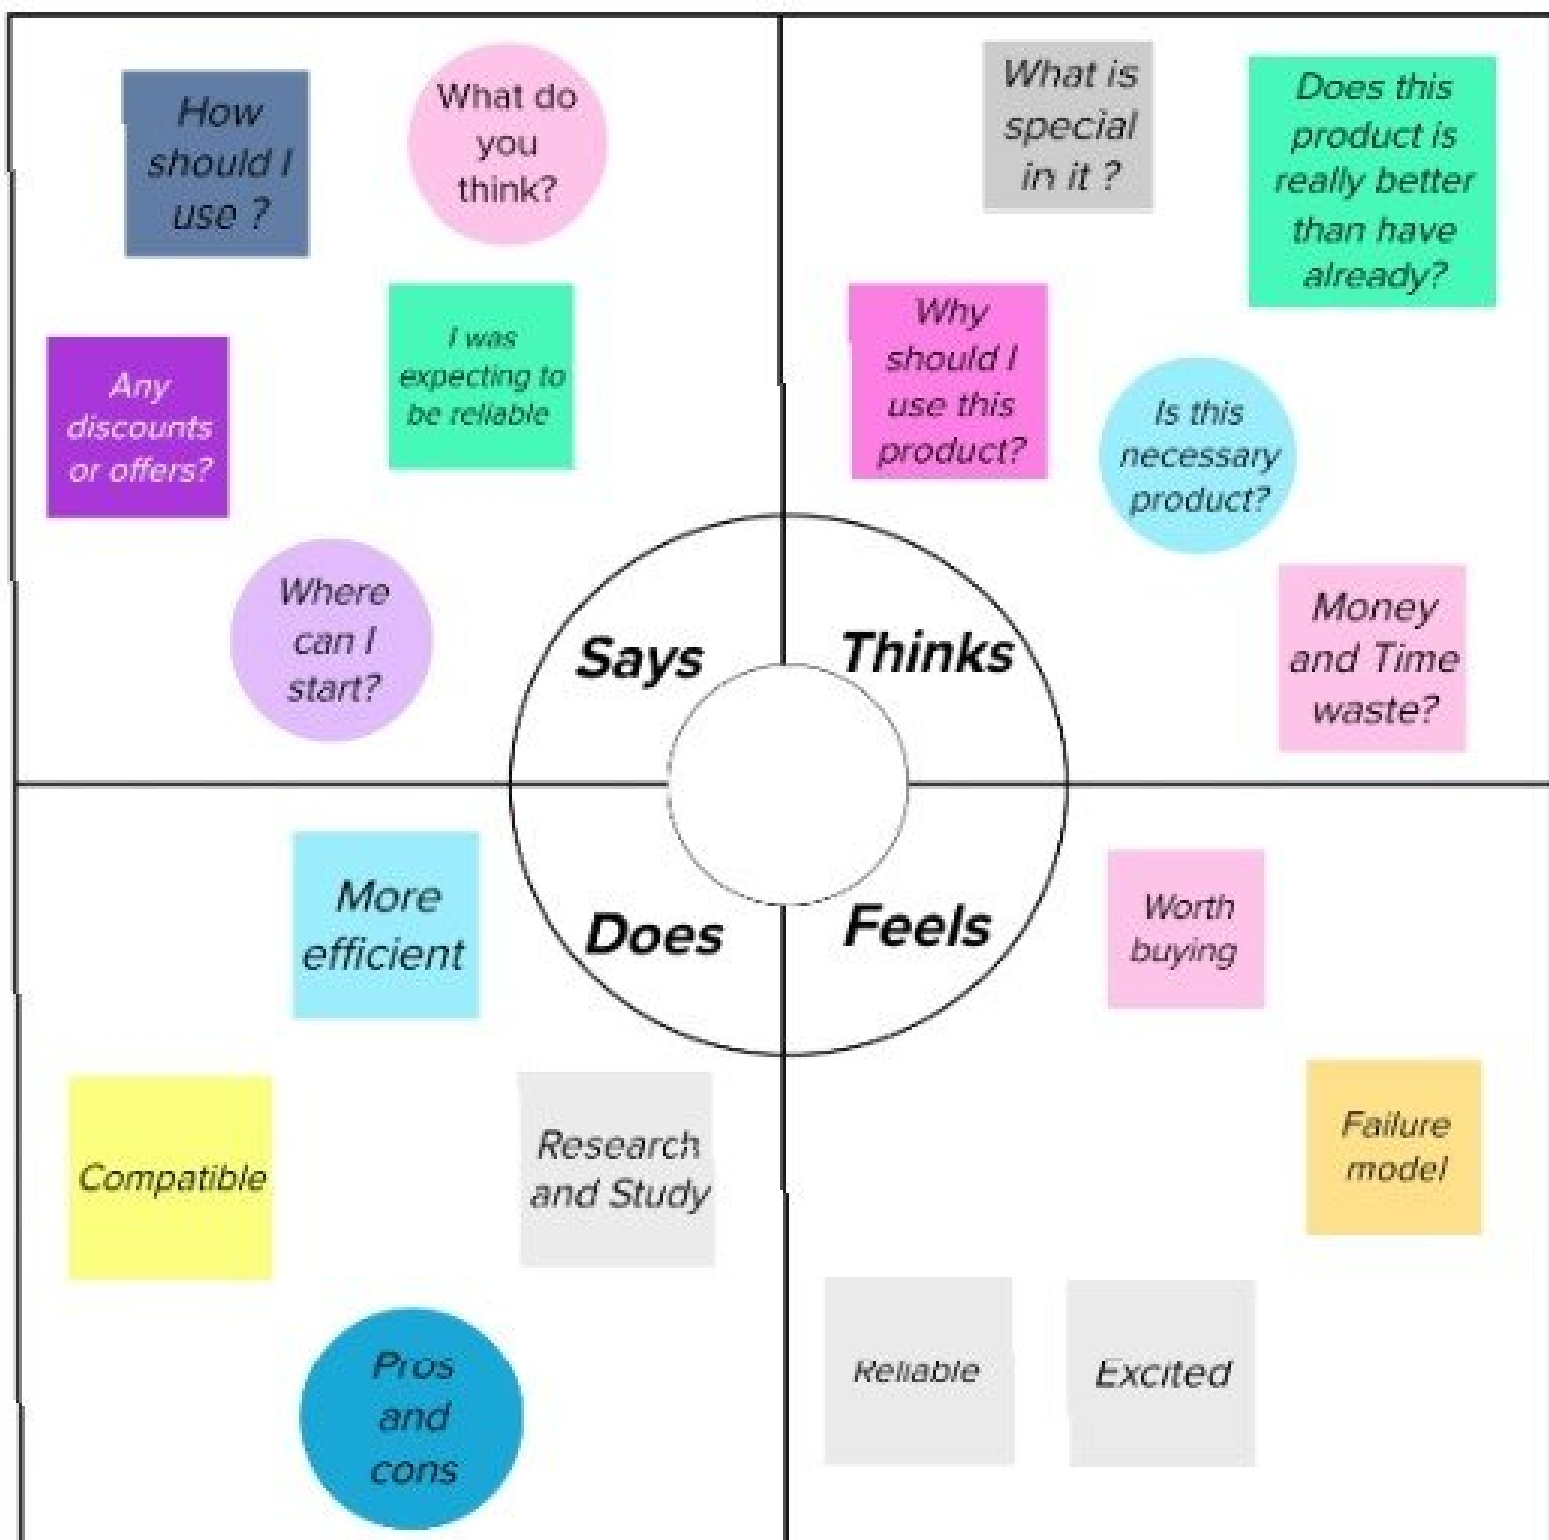 How
should I
use ?
What do
you
think?
Any
discounts
or offers?
I was
expecting to
be reliable
Where
can I
start?
Says
What is
special
in it ?
Does this
product is
really better
than have
already?
Why
should I
use this
product?
Is this
necessary
product?
Money
and Time
waste?
Thinks
More
efficient
Does
Compatible
Research
and Study
Pros
and
cons
Feels
Worth
buying
Failure
model
Reliable
Excited